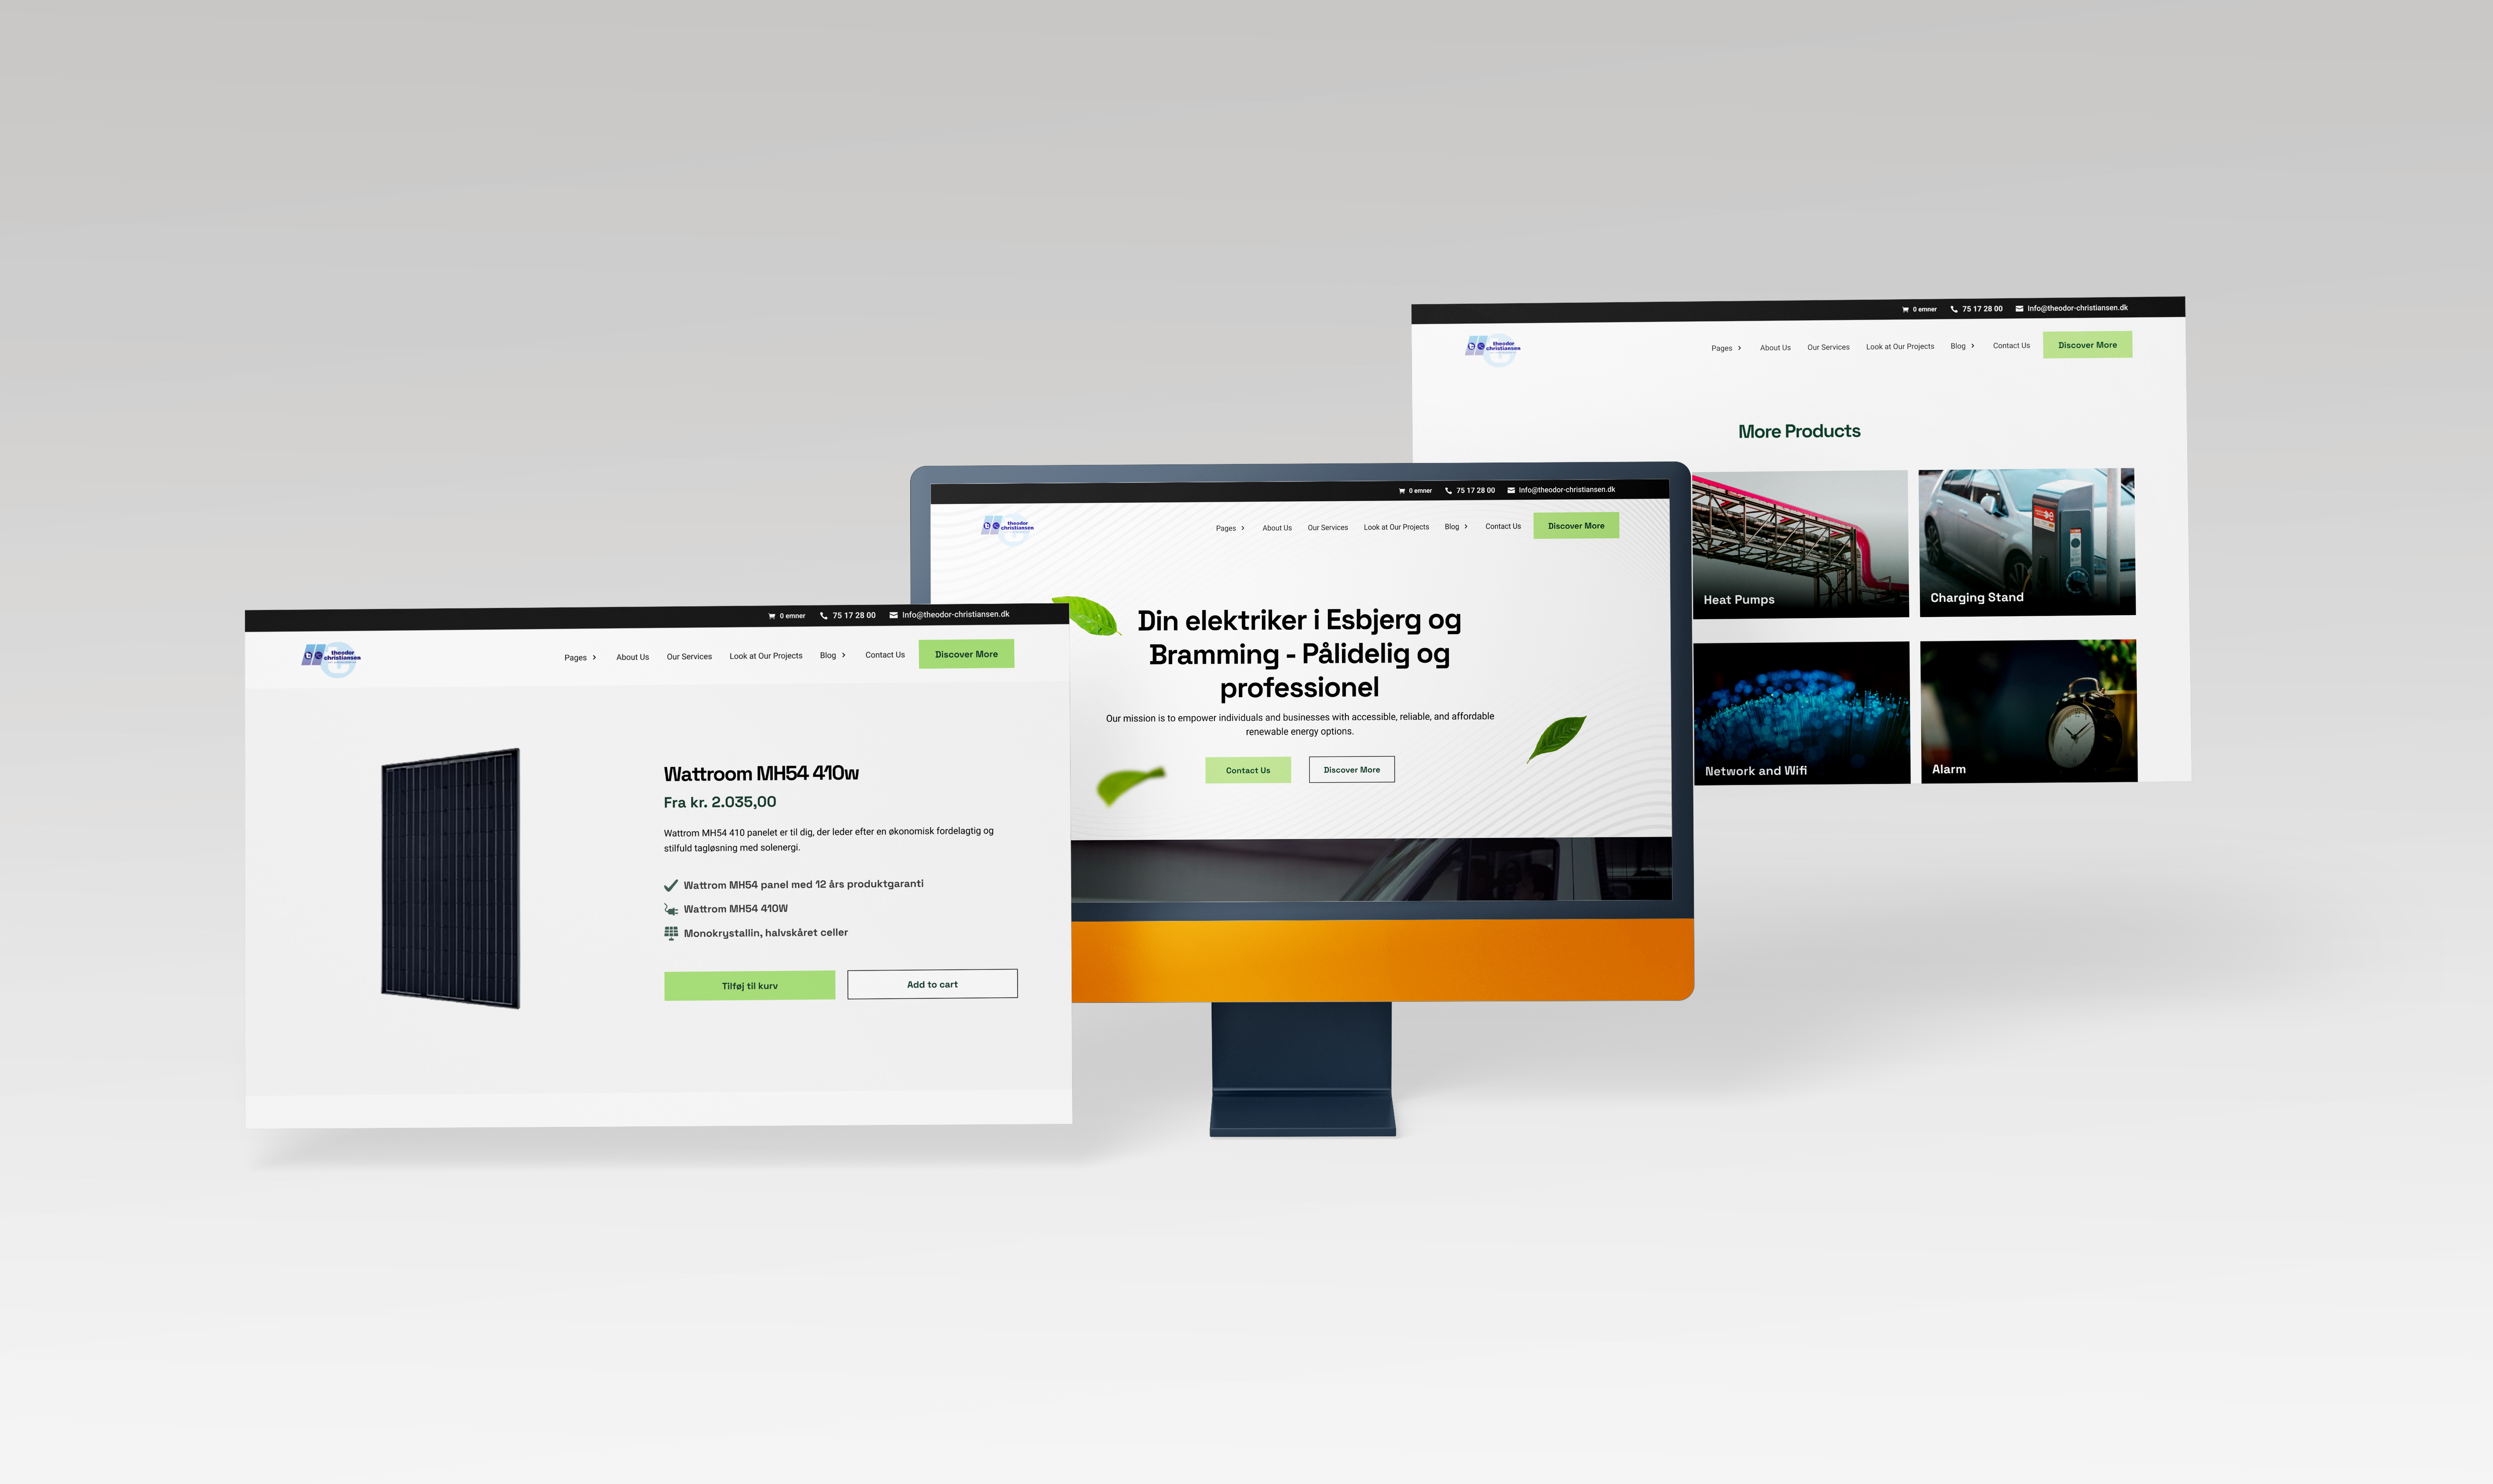 0 emner 75 17 28 00 Info@theodor-christiansen.dk
theodor
christiansen
Pages About Us Our Services Look at Our Projects Blog Contact Us Discover More
Wattroom MH54 410w
Fra kr. 2.035,00
Wattrom MH54 410 panelet er til dig, der leder efter en økonomisk fordelagtig og
stilfuld tagløsning med solenergi.
Wattrom MH54 panel med 12 års produktgaranti
Wattrom MH54 410W
Monokrystallin, halvskåret celler
Tilføj til kurv Add to cart
0 emner 75 17 28 00 Info@theodor-christiansen.dk
theodor
christiansen
Pages About Us Our Services Look at Our Projects Blog Contact Us Discover More
Din elektriker i Esbjerg og
Bramming - Pålidelig og
professionel
Our mission is to empower individuals and businesses with accessible, reliable, and affordable
renewable energy options.
Contact Us Discover More
0 emner 75 17 28 00 Info@theodor-christiansen.dk
theodor
christiansen
Pages About Us Our Services Look at Our Projects Blog Contact Us Discover More
More Products
Heat Pumps Charging Stand
Network and Wifi Alarm